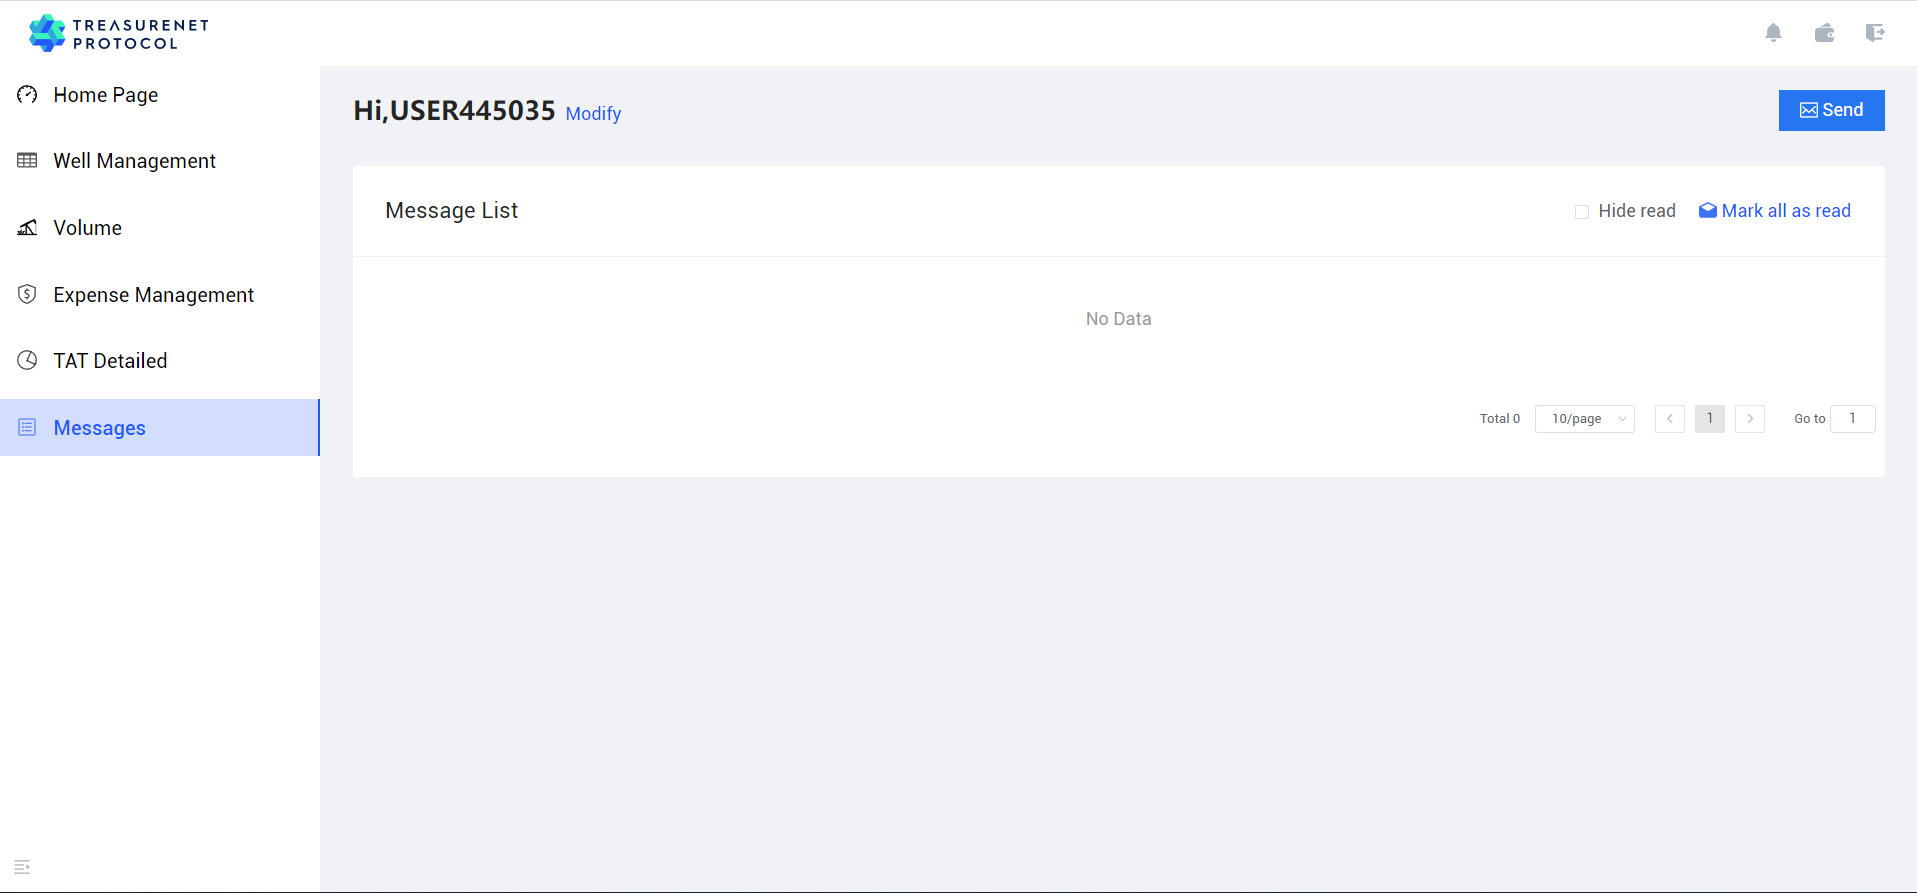 TREASURENET
PROTOCOL
Home Page
Well Management
Volume
Expense Management
TAT Detailed
Messages
Hi,USER445035 Modify
Send
Message List
Hide read
Mark all as read
No Data
Total 0 10/page 1 Go to 1